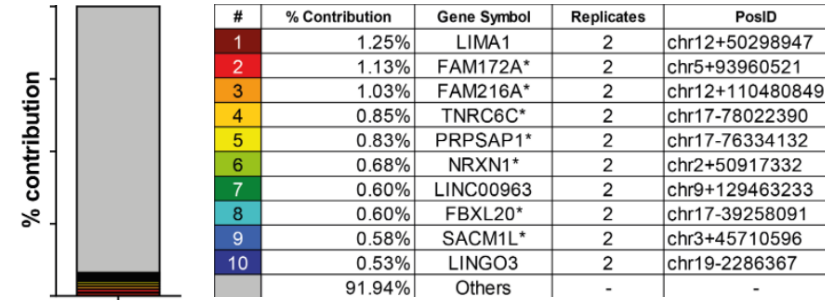 % contribution
# % Contribution Gene Symbol Replicates PosID
1 1.25% LIMA1 2 chr12+50298947
2 1.13% FAM172A* 2 chr5+93960521
3 1.03% FAM216A* 2 chr12+110480849
4 0.85% TNRC6C* 2 chr17-78022390
5 0.83% PRPSAP1* 2 chr17-76334132
6 0.68% NRXN1* 2 chr2+50917332
7 0.60% LINC00963 2 chr9+129463233
8 0.60% FBXL20* 2 chr17-39258091
9 0.58% SACM1L* 2 chr3+45710596
10 0.53% LINGO3 2 chr19-2286367
91.94% Others - -